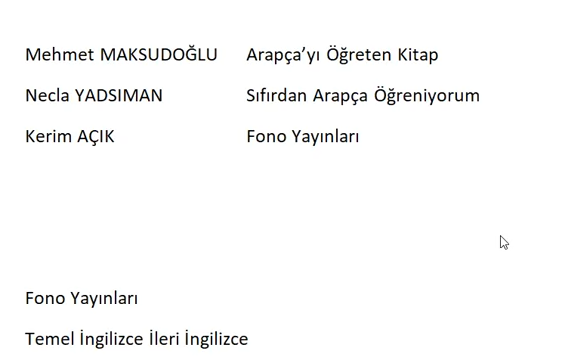 Mehmet MAKSUDOĞLU Arapça’yı Öğreten Kitap
Necla YADSIMAN Sıfırdan Arapça Öğreniyorum
Kerim AÇIK Fono Yayınları
Fono Yayınları
Temel İngilizce İleri İngilizce